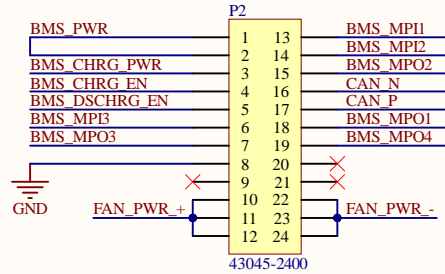 P2
BMS_PWR 1 13 BMS_MPI1
2 14 BMS_MPI2
BMS_CHRG_PWR 3 15 BMS_MPO2
BMS_CHRG_EN 4 16 CAN_N
BMS_DSCHRG_EN 5 17 CAN_P
BMS_MPI3 6 18 BMS_MPO1
BMS_MPO3 7 19 BMS_MPO4
8 20
9 21
GND
10 22
FAN_PWR_+ 11 23 FAN_PWR_-
12 24
43045-2400